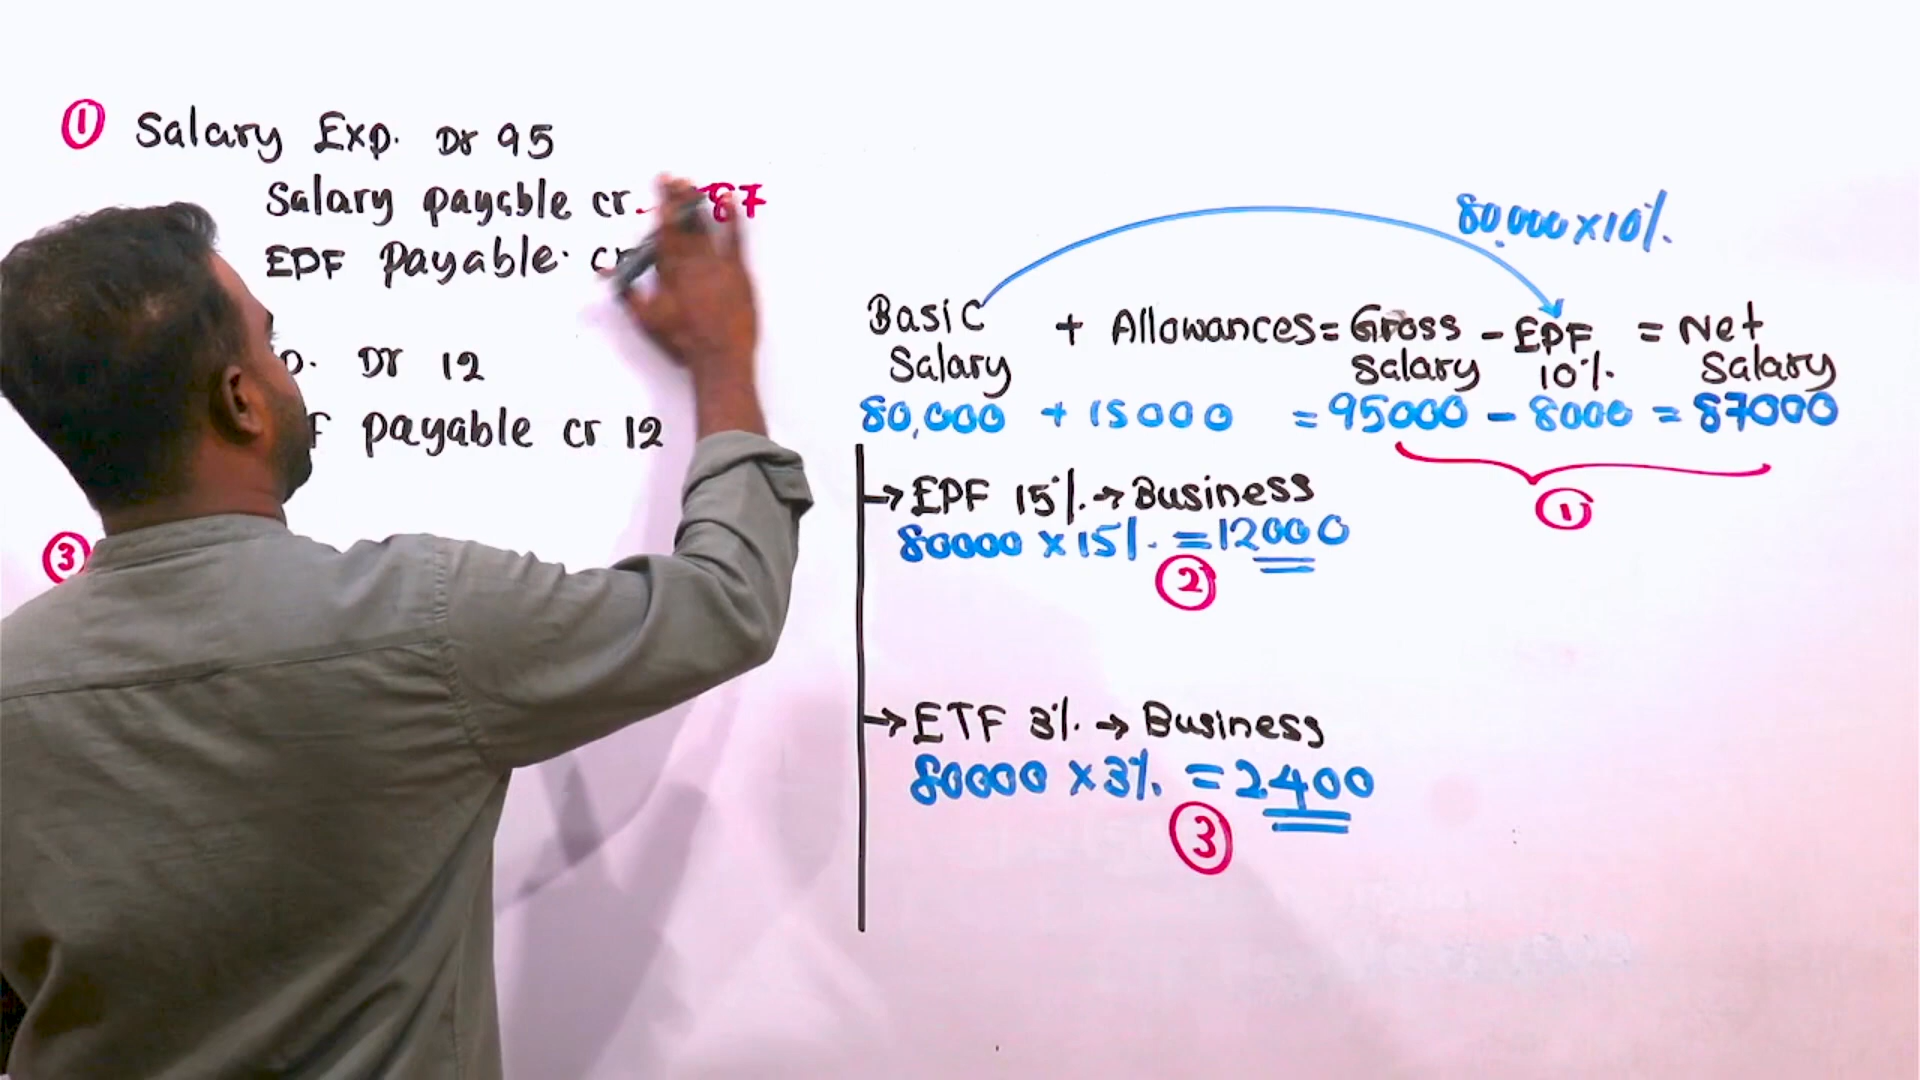 ① Salary Exp. Dr 95
Salary payable cr. 87
EPF Payable. cr
Dr 12
payable cr 12
③
80,000 x 10%.
Basic Salary + Allowances = Gross Salary - EPF 10%. = Net Salary
80,000 + 15000 = 95000 - 8000 = 87000
①
→ EPF 15%. → Business
80000 x 15%. = 12000
②
→ ETF 3%. → Business
80000 x 3%. = 2400
③